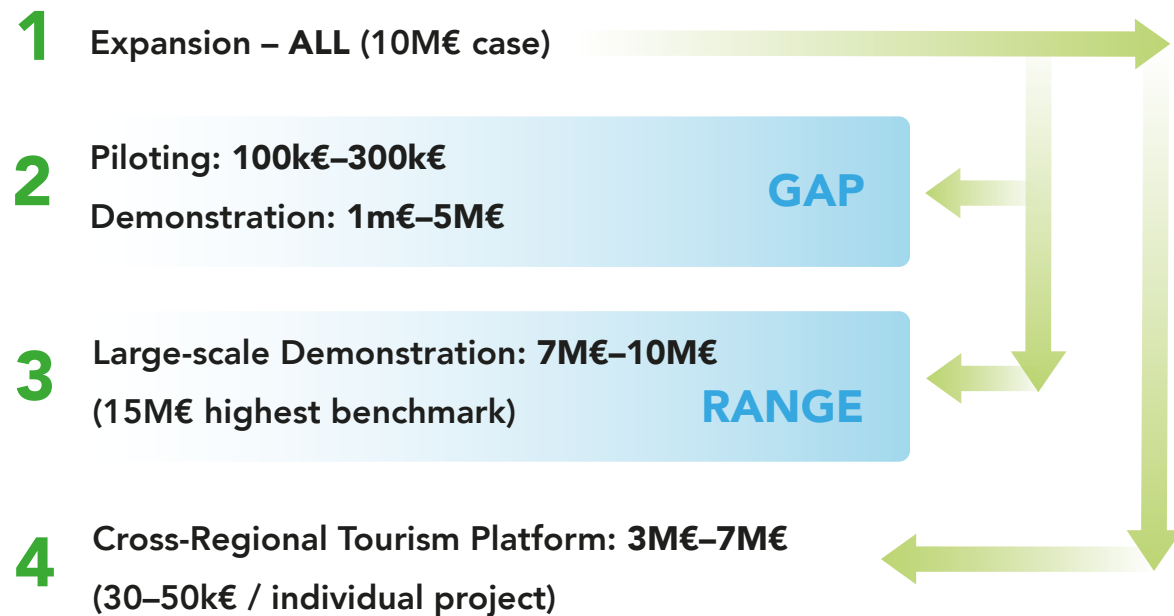 1 Expansion – ALL (10M€ case)
2 Piloting: 100k€–300k€
Demonstration: 1m€–5M€
GAP
3 Large-scale Demonstration: 7M€–10M€
(15M€ highest benchmark)
RANGE
4 Cross-Regional Tourism Platform: 3M€–7M€
(30–50k€ / individual project)